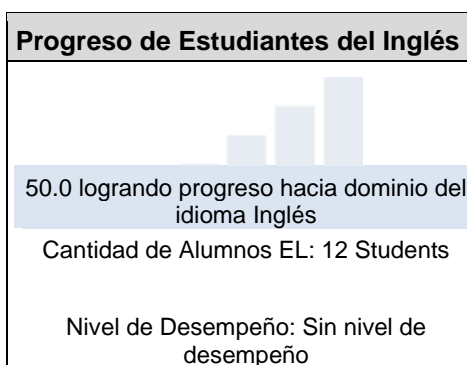 Progreso de Estudiantes del Inglés
50.0 logrando progreso hacia dominio del
idioma Inglés
Cantidad de Alumnos EL: 12 Students
Nivel de Desempeño: Sin nivel de
desempeño